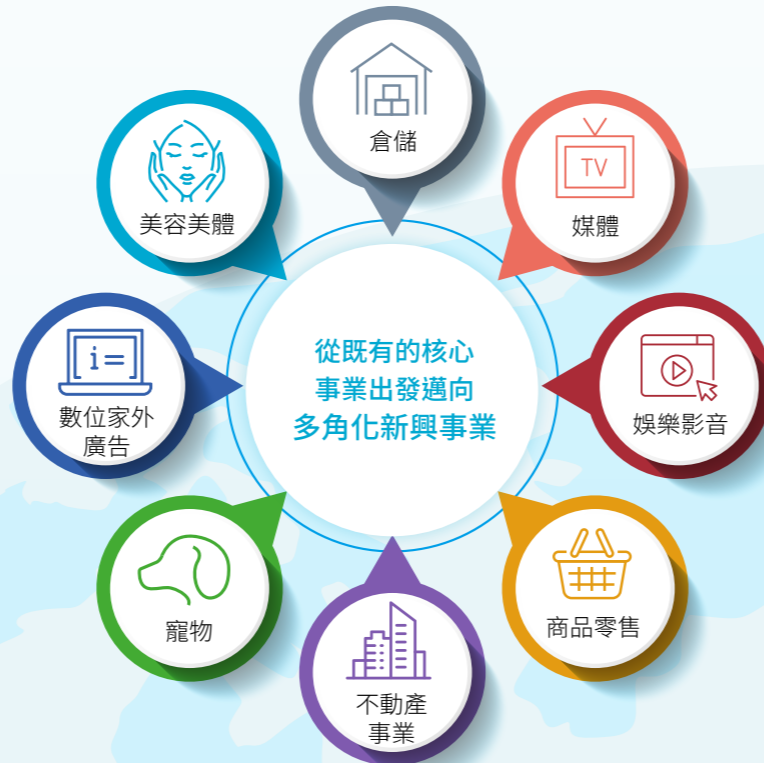 倉儲
美容美體
TV
媒體
從既有的核心
事業出發邁向
多角化新興事業
i=
數位家外
廣告
娛樂影音
寵物
商品零售
不動產
事業